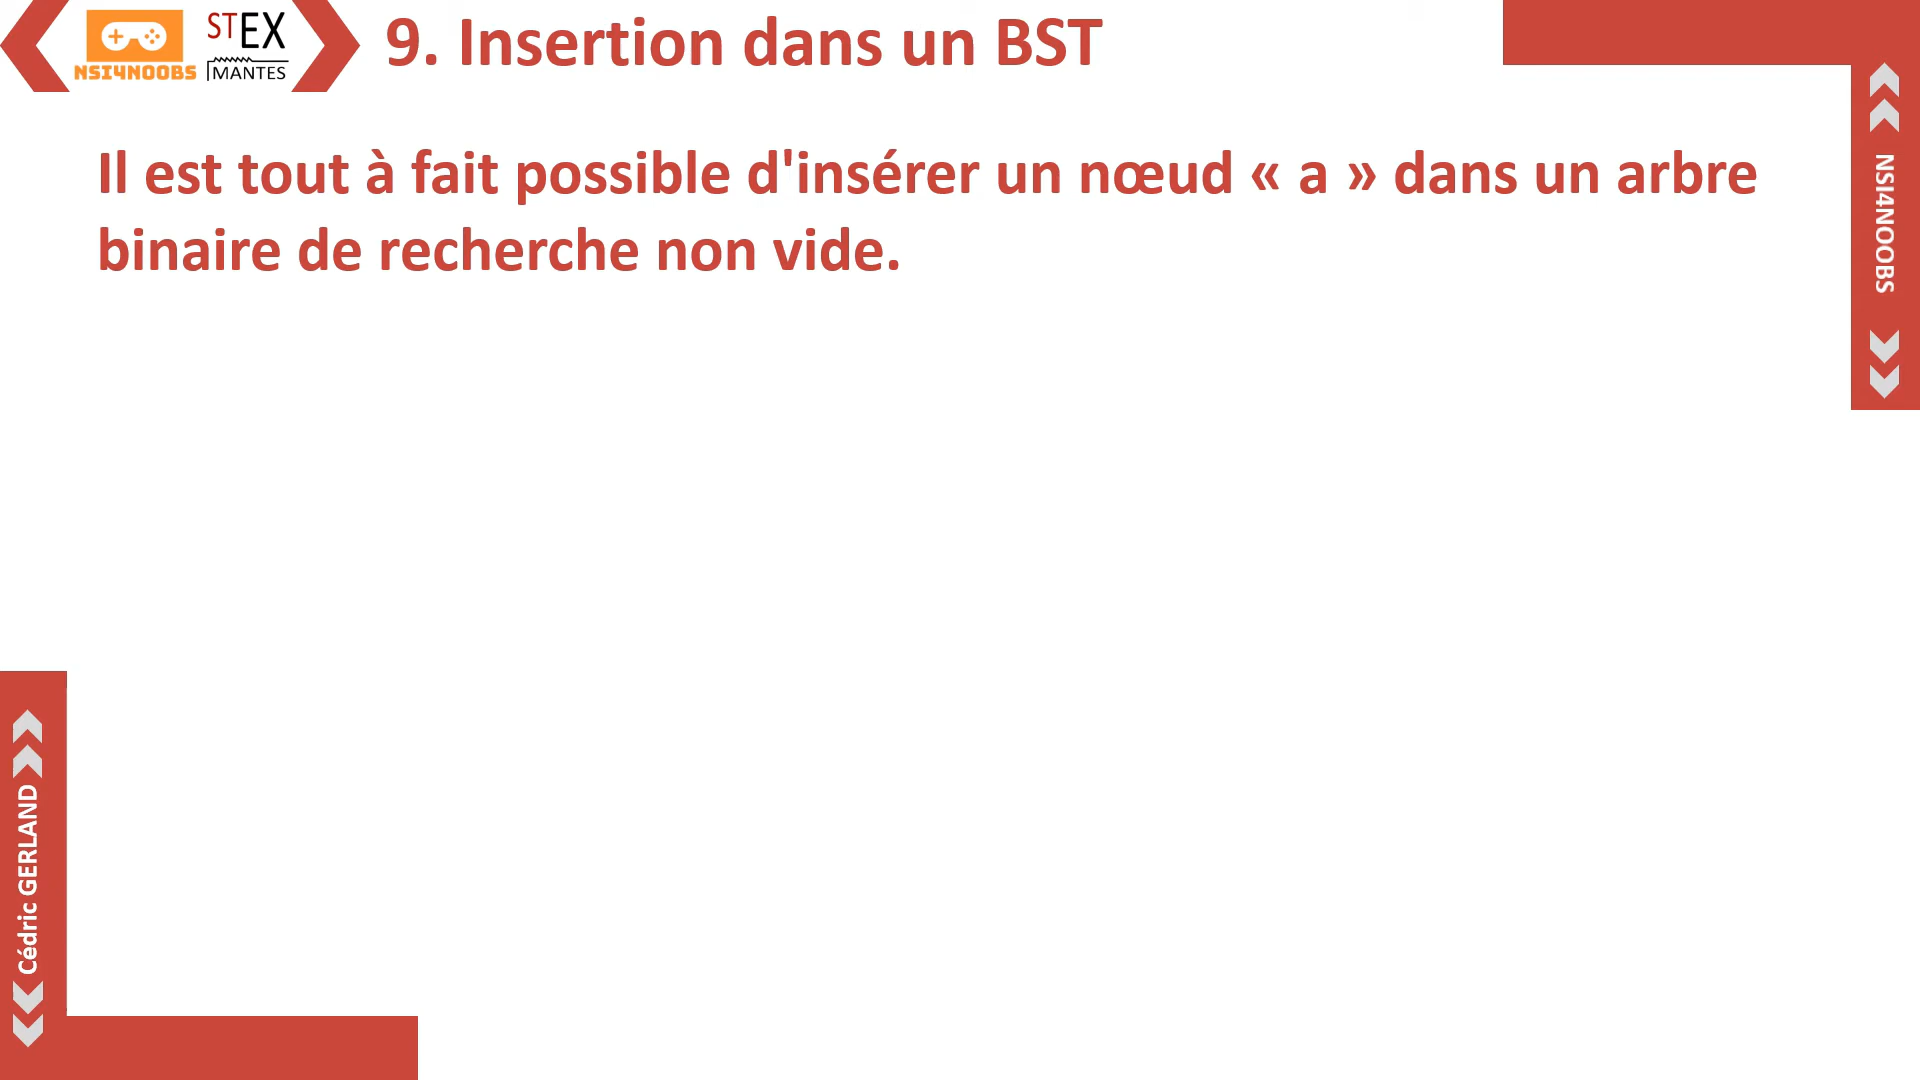 NSI4NOOBS
STEX
MANTES
9. Insertion dans un BST
Il est tout à fait possible d'insérer un nœud « a » dans un arbre
binaire de recherche non vide.
NSI4NOOBS
Cédric GERLAND